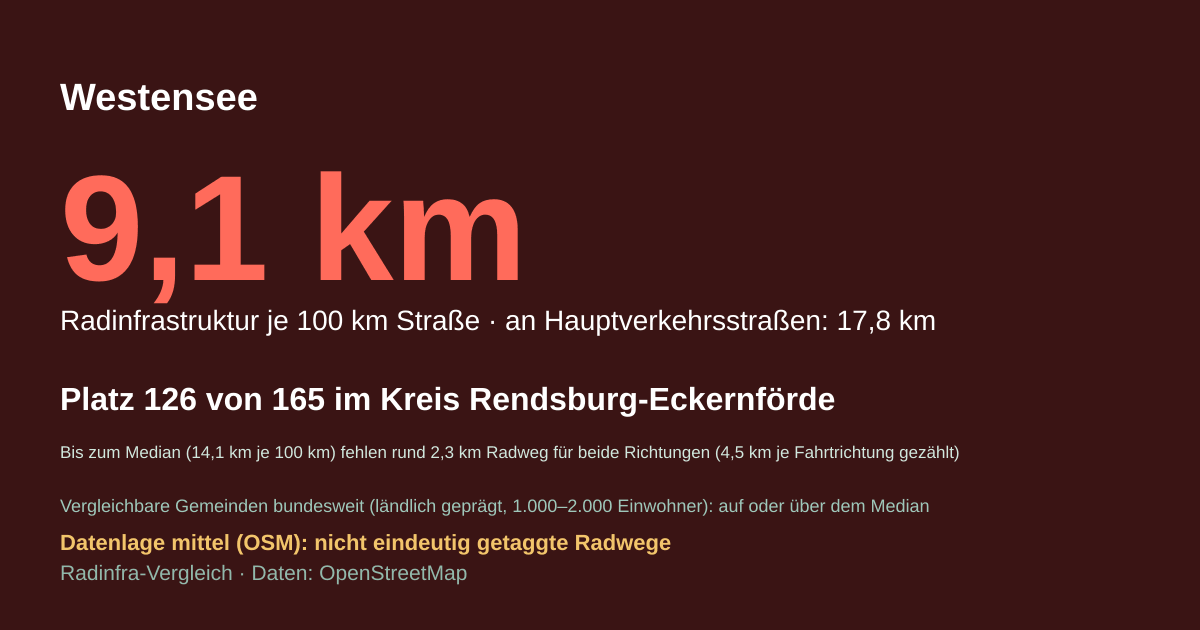 Westensee
9,1 km
Radinfrastruktur je 100 km Straße · an Hauptverkehrsstraßen: 17,8 km
Platz 126 von 165 im Kreis Rendsburg-Eckernförde
Bis zum Median (14,1 km je 100 km) fehlen rund 2,3 km Radweg für beide Richtungen (4,5 km je Fahrtrichtung gezählt)
Vergleichbare Gemeinden bundesweit (ländlich geprägt, 1.000–2.000 Einwohner): auf oder über dem Median
Datenlage mittel (OSM): nicht eindeutig getaggte Radwege
Radinfra-Vergleich · Daten: OpenStreetMap